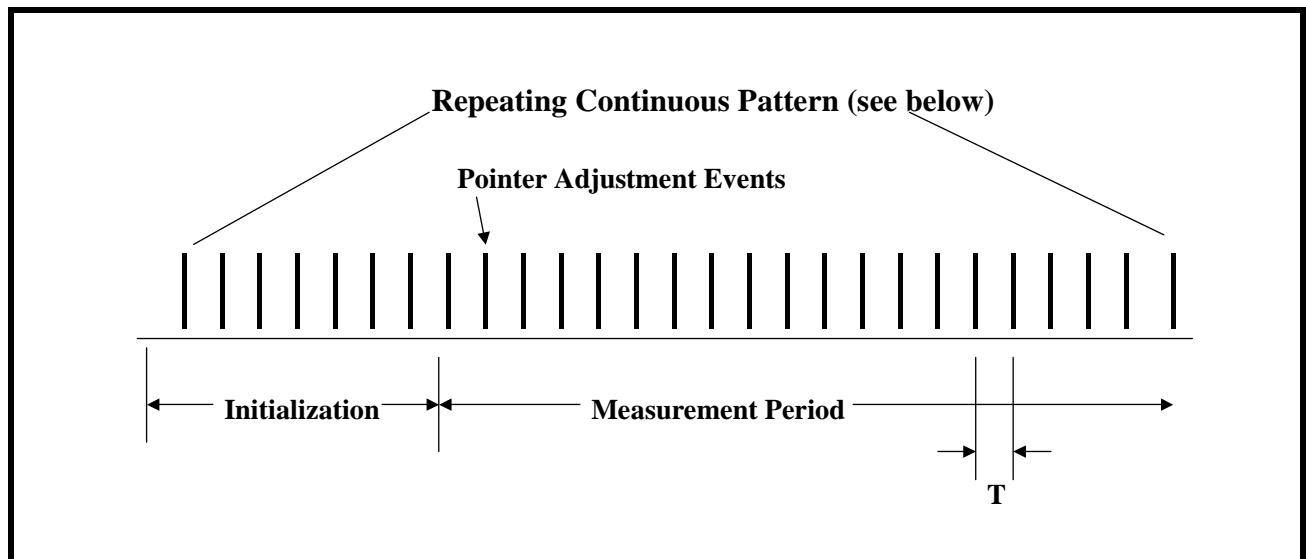 Repeating Continuous Pattern (see below)
Pointer Adjustment Events
Initialization
Measurement Period
T